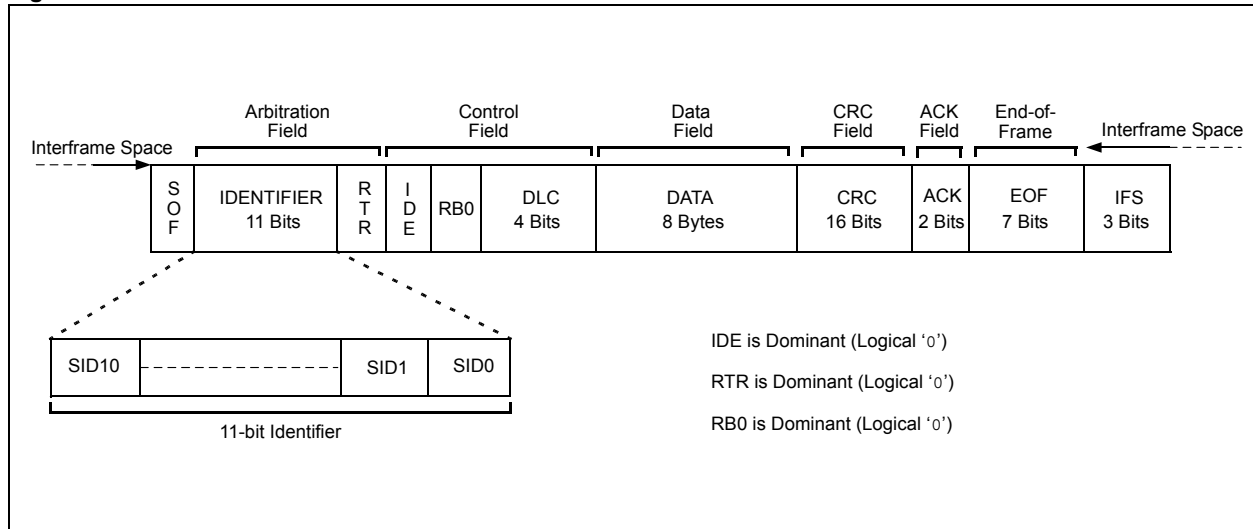 Arbitration
Field
Control
Field
Data
Field
CRC
Field
ACK
Field
End-of-
Frame
Interframe Space
Interframe Space
SOF
IDENTIFIER
11 Bits
RTR
IDE
RB0
DLC
4 Bits
DATA
8 Bytes
CRC
16 Bits
ACK
2 Bits
EOF
7 Bits
IFS
3 Bits
SID10
SID1
SID0
11-bit Identifier
IDE is Dominant (Logical ‘0’)
RTR is Dominant (Logical ‘0’)
RB0 is Dominant (Logical ‘0’)